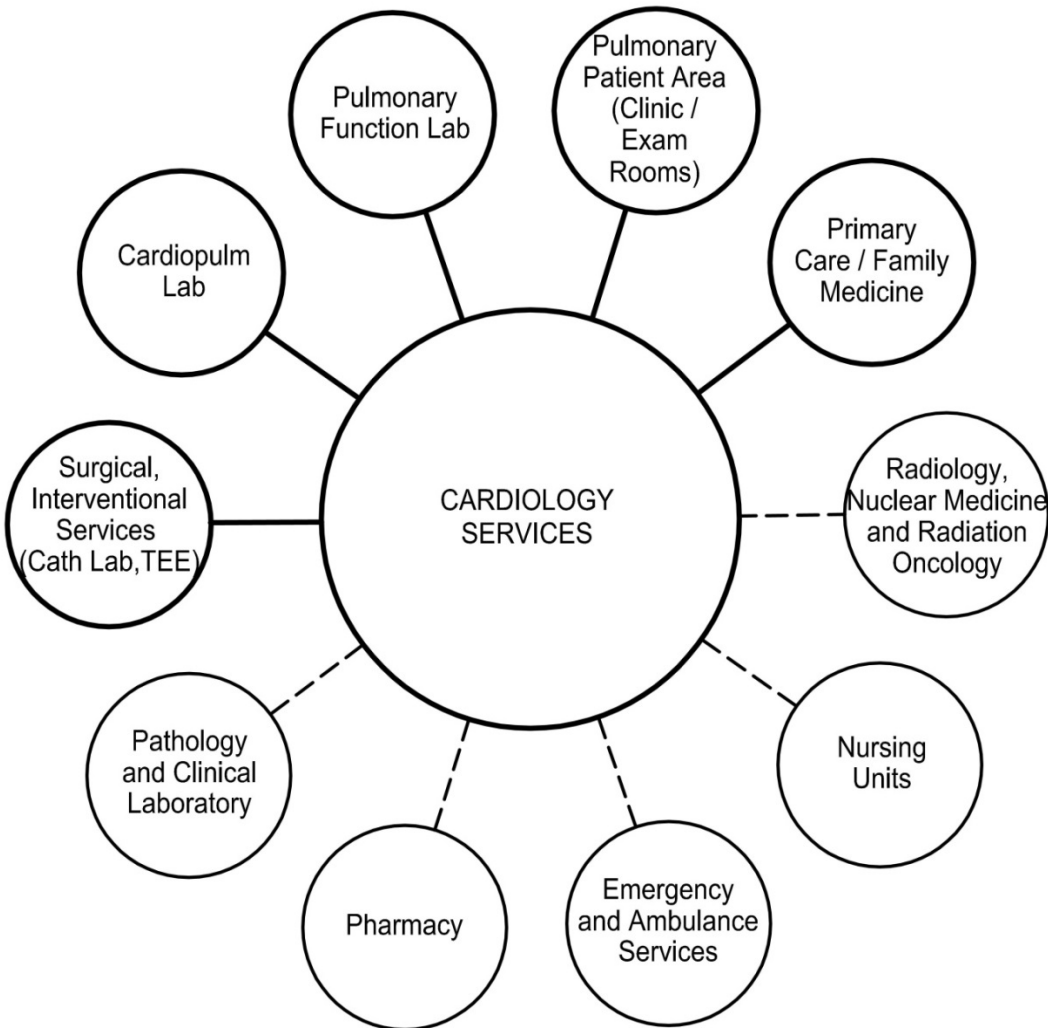 Pulmonary
Function Lab
Pulmonary
Patient Area
(Clinic /
Exam
Rooms)
Cardiopulm
Lab
Primary
Care / Family
Medicine
Surgical,
Interventional
Services
(Cath Lab,TEE)
CARDIOLOGY
SERVICES
Radiology,
Nuclear Medicine
and Radiation
Oncology
Pathology
and Clinical
Laboratory
Nursing
Units
Pharmacy
Emergency
and Ambulance
Services